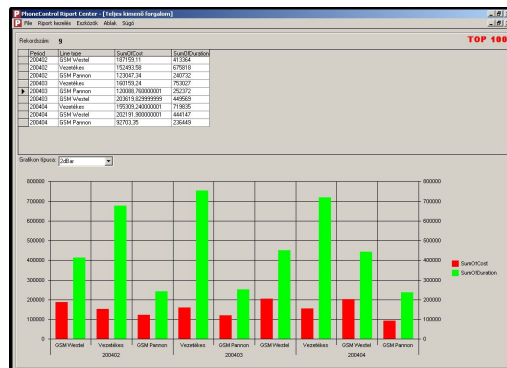 PhoneControl Riport Center - [Teljes kimenő forgalom]
File Riport kezelés Eszközök Ablak Súgó
Rekordszám: 9 TOP 100
Period Line type SumOfCost SumOfDuration
200402 GSM Westel 187159,11 413364
200402 Vezetékes 152493,58 675818
200402 GSM Pannon 123047,34 240732
200403 Vezetékes 160159,24 753027
200403 GSM Pannon 120088,760000001 252372
200403 GSM Westel 203619,829999999 449569
200404 Vezetékes 155309,240000001 719835
200404 GSM Westel 202191,900000001 444147
200404 GSM Pannon 92703,35 236449
Grafikon típusa: 2dBar
800000 800000
700000 700000
600000 600000
500000 500000
400000 400000
300000 300000
200000 200000
100000 100000
0 0
SumOfCost
SumOfDuration
GSM Westel Vezetékes GSM Pannon Vezetékes GSM Pannon GSM Westel Vezetékes GSM Westel GSM Pannon
200402 200403 200404